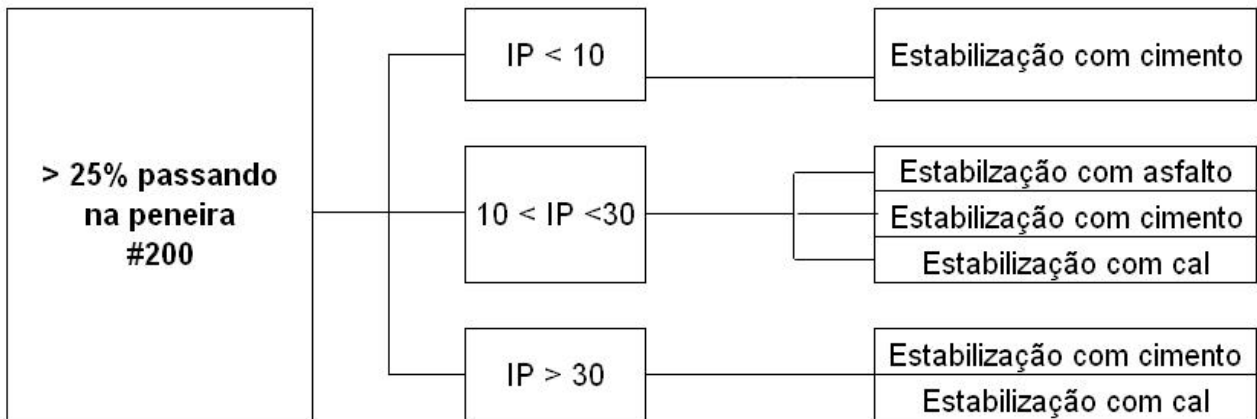 > 25% passando
na peneira
#200
IP < 10
Estabilização com cimento
10 < IP <30
Estabilzação com asfalto
Estabilização com cimento
Estabilização com cal
IP > 30
Estabilização com cimento
Estabilização com cal